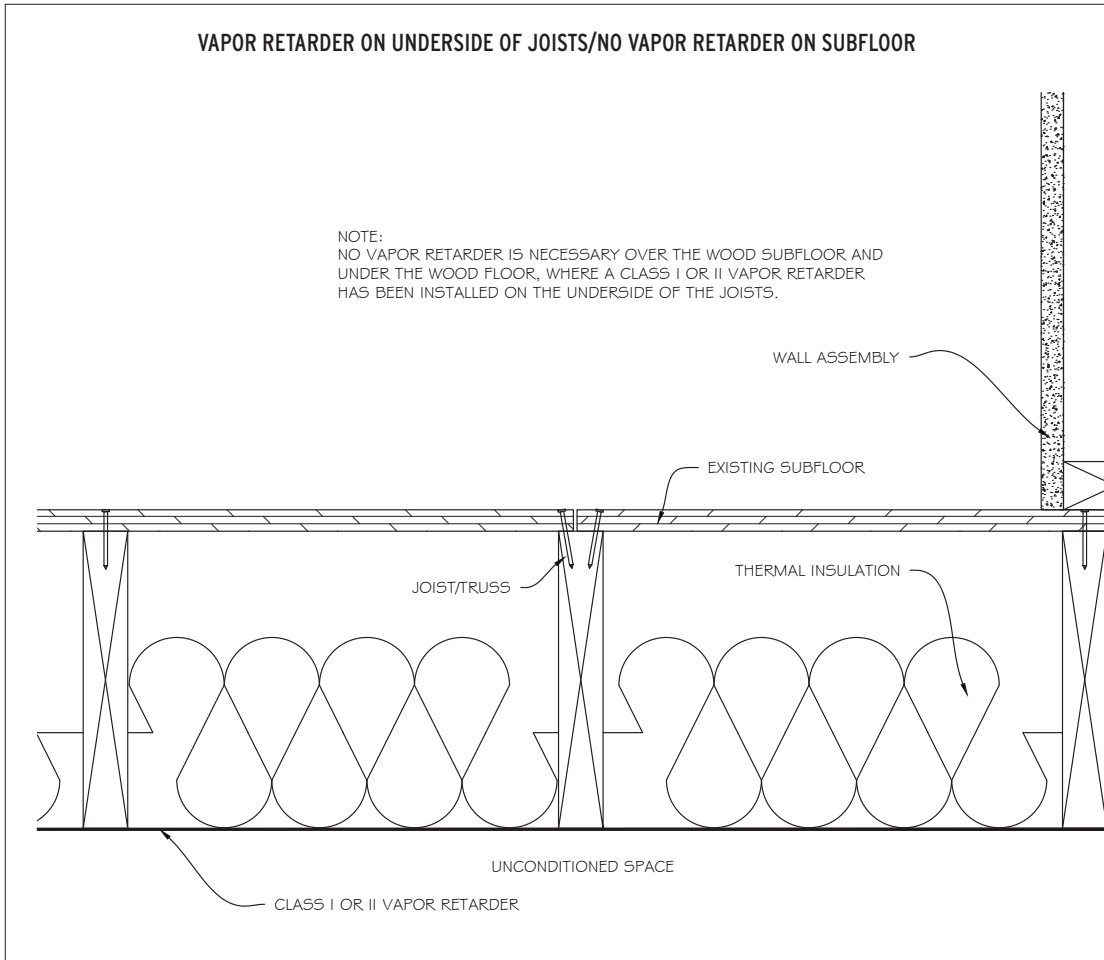 VAPOR RETARDER ON UNDERSIDE OF JOISTS/NO VAPOR RETARDER ON SUBFLOOR
NOTE:
NO VAPOR RETARDER IS NECESSARY OVER THE WOOD SUBFLOOR AND
UNDER THE WOOD FLOOR, WHERE A CLASS I OR II VAPOR RETARDER
HAS BEEN INSTALLED ON THE UNDERSIDE OF THE JOISTS.
WALL ASSEMBLY
EXISTING SUBFLOOR
THERMAL INSULATION
JOIST/TRUSS
UNCONDITIONED SPACE
CLASS I OR II VAPOR RETARDER